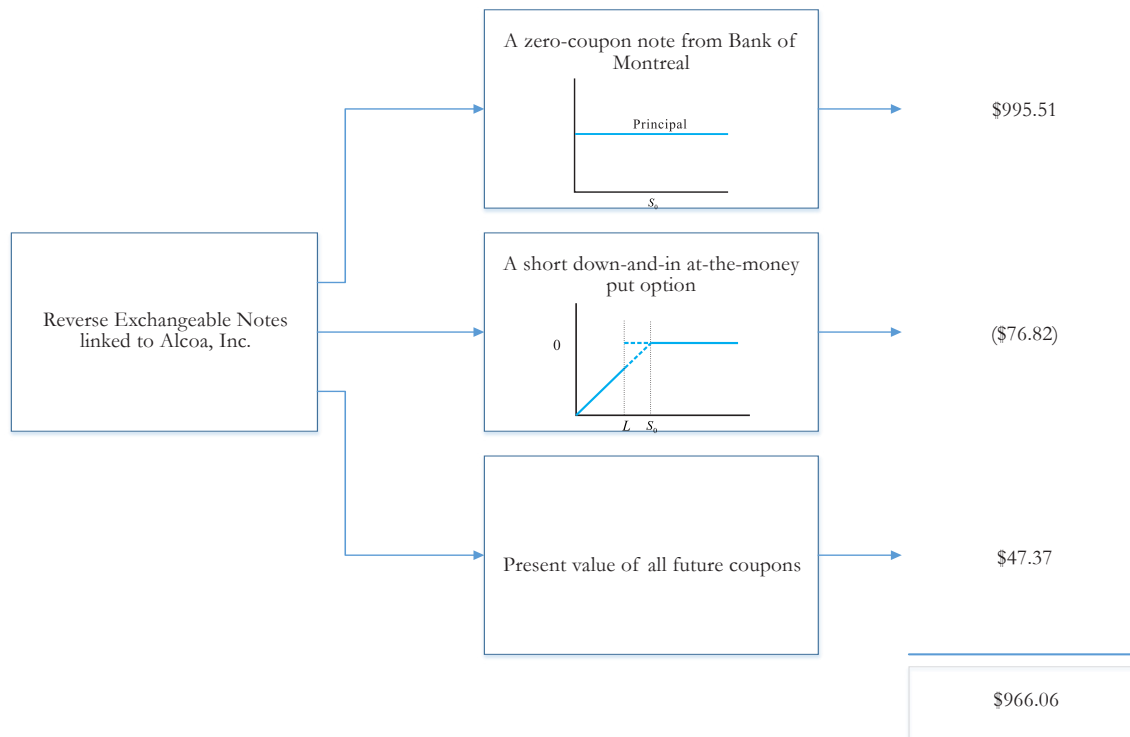 A zero-coupon note from Bank of
Montreal
Principal
S₀
$995.51
Reverse Exchangeable Notes
linked to Alcoa, Inc.
A short down-and-in at-the-money
put option
0
L S₀
($76.82)
Present value of all future coupons
$47.37
$966.06